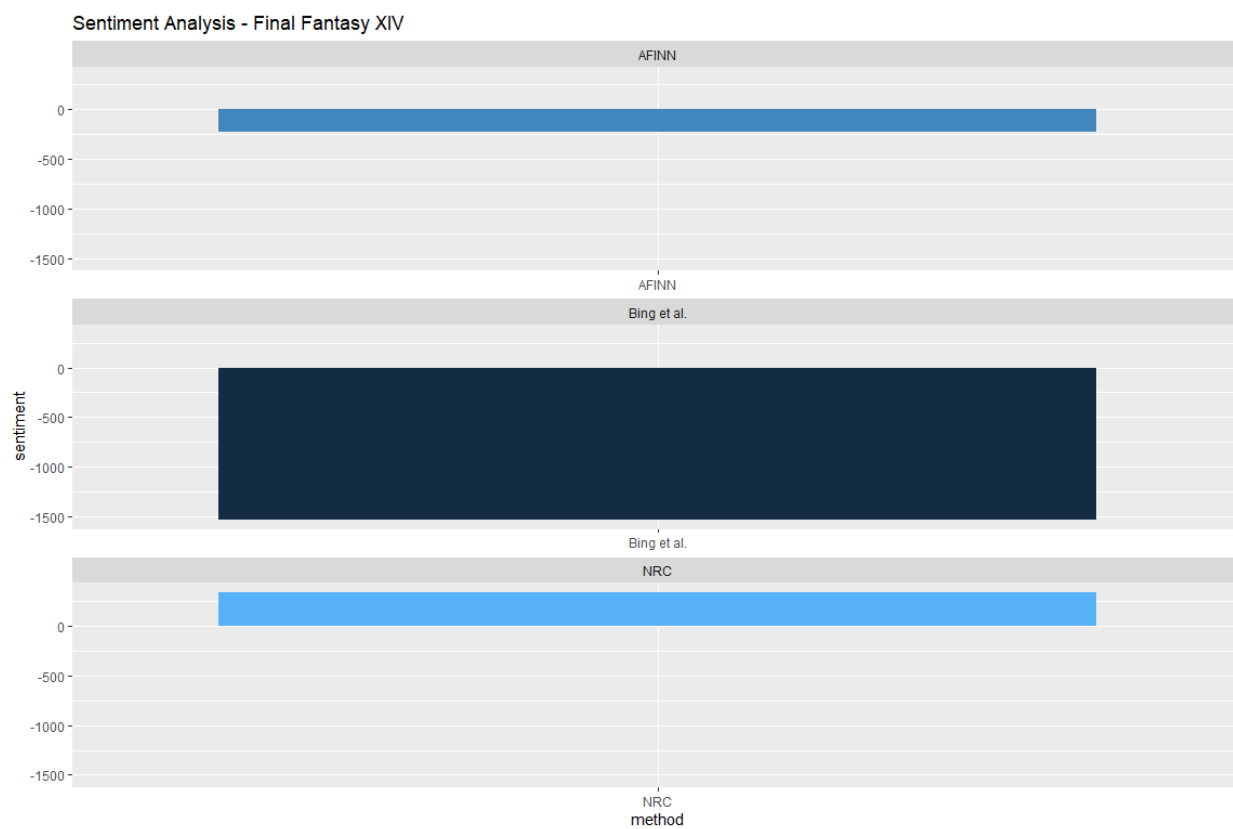 Sentiment Analysis - Final Fantasy XIV
AFINN
0
-500
-1000
-1500
AFINN
Bing et al.
0
-500
-1000
-1500
Bing et al.
NRC
0
-500
-1000
-1500
NRC
method
sentiment